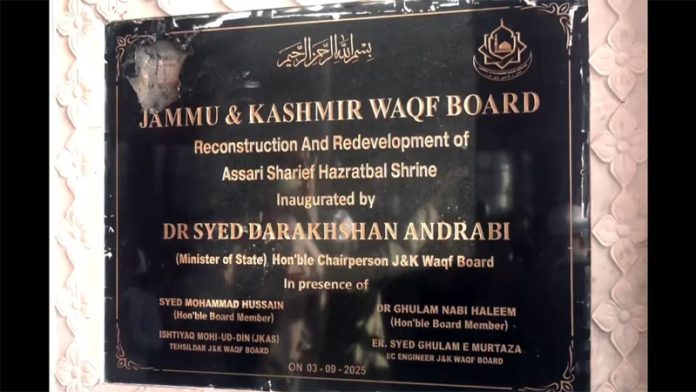 بسم الله الرحمن الرحيم
JAMMU & KASHMIR WAQF BOARD
Reconstruction And Redevelopment of
Assari Sharief Hazratbal Shrine
Inaugurated by
DR SYED DARAKHSHAN ANDRABI
(Minister of State) Hon'ble Chairperson J&K Waqf Board
In presence of
SYED MOHAMMAD HUSSAIN
(Hon'ble Board Member)
ISHTIYAQ MOHI-UD-DIN (JKAS)
TEHSILDAR J&K WAQF BOARD
DR GHULAM NABI HALEEM
(Hon'ble Board Member)
ER. SYED GHULAM E MURTAZA
I/C ENGINEER J&K WAQF BOARD
ON 03-09-2025